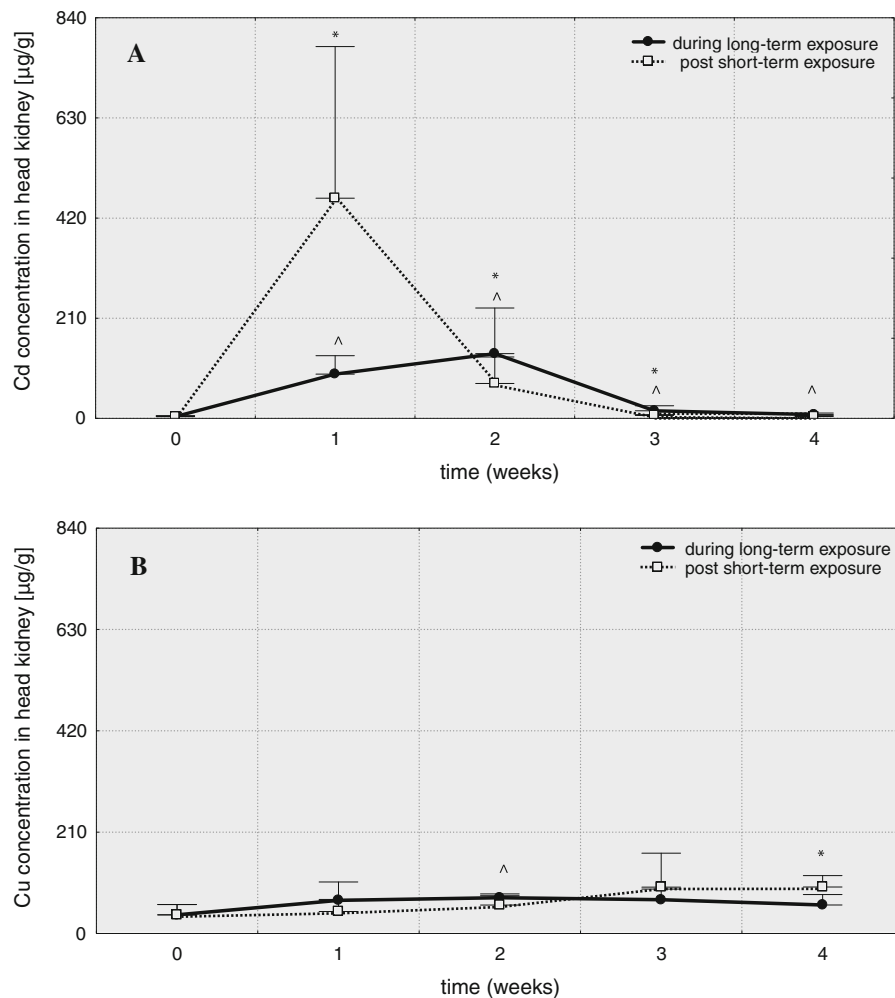 A
during long-term exposure
post short-term exposure
Cd concentration in head kidney [µg/g]
840
630
420
210
0
*
^
*
^
*
^
^
0 1 2 3 4
time (weeks)
B
during long-term exposure
post short-term exposure
Cu concentration in head kidney [µg/g]
840
630
420
210
0
^
*
0 1 2 3 4
time (weeks)